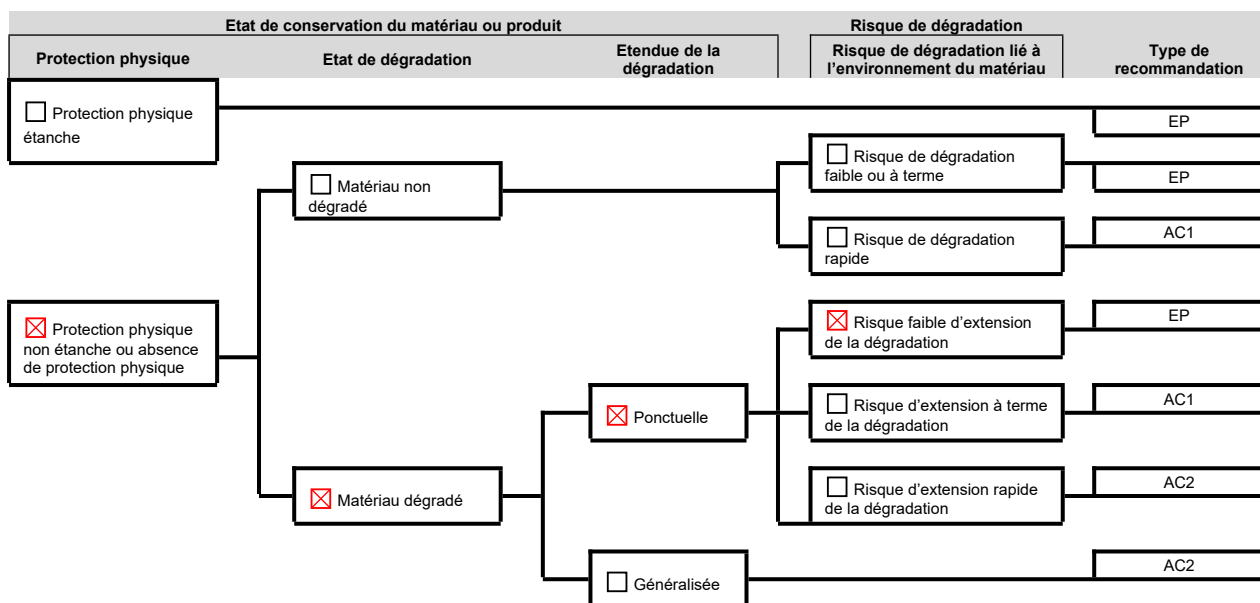 Etat de conservation du matériau ou produit
Risque de dégradation
Protection physique
Etat de dégradation
Etendue de la
dégradation
Risque de dégradation lié à
l'environnement du matériau
Type de
recommandation
Protection physique
étanche
EP
Matériau non
dégradé
Risque de dégradation
faible ou à terme
EP
Risque de dégradation
rapide
AC1
Protection physique
non étanche ou absence
de protection physique
Risque faible d'extension
de la dégradation
EP
Ponctuelle
Risque d'extension à terme
de la dégradation
AC1
Matériau dégradé
Risque d'extension rapide
de la dégradation
AC2
Généralisée
AC2